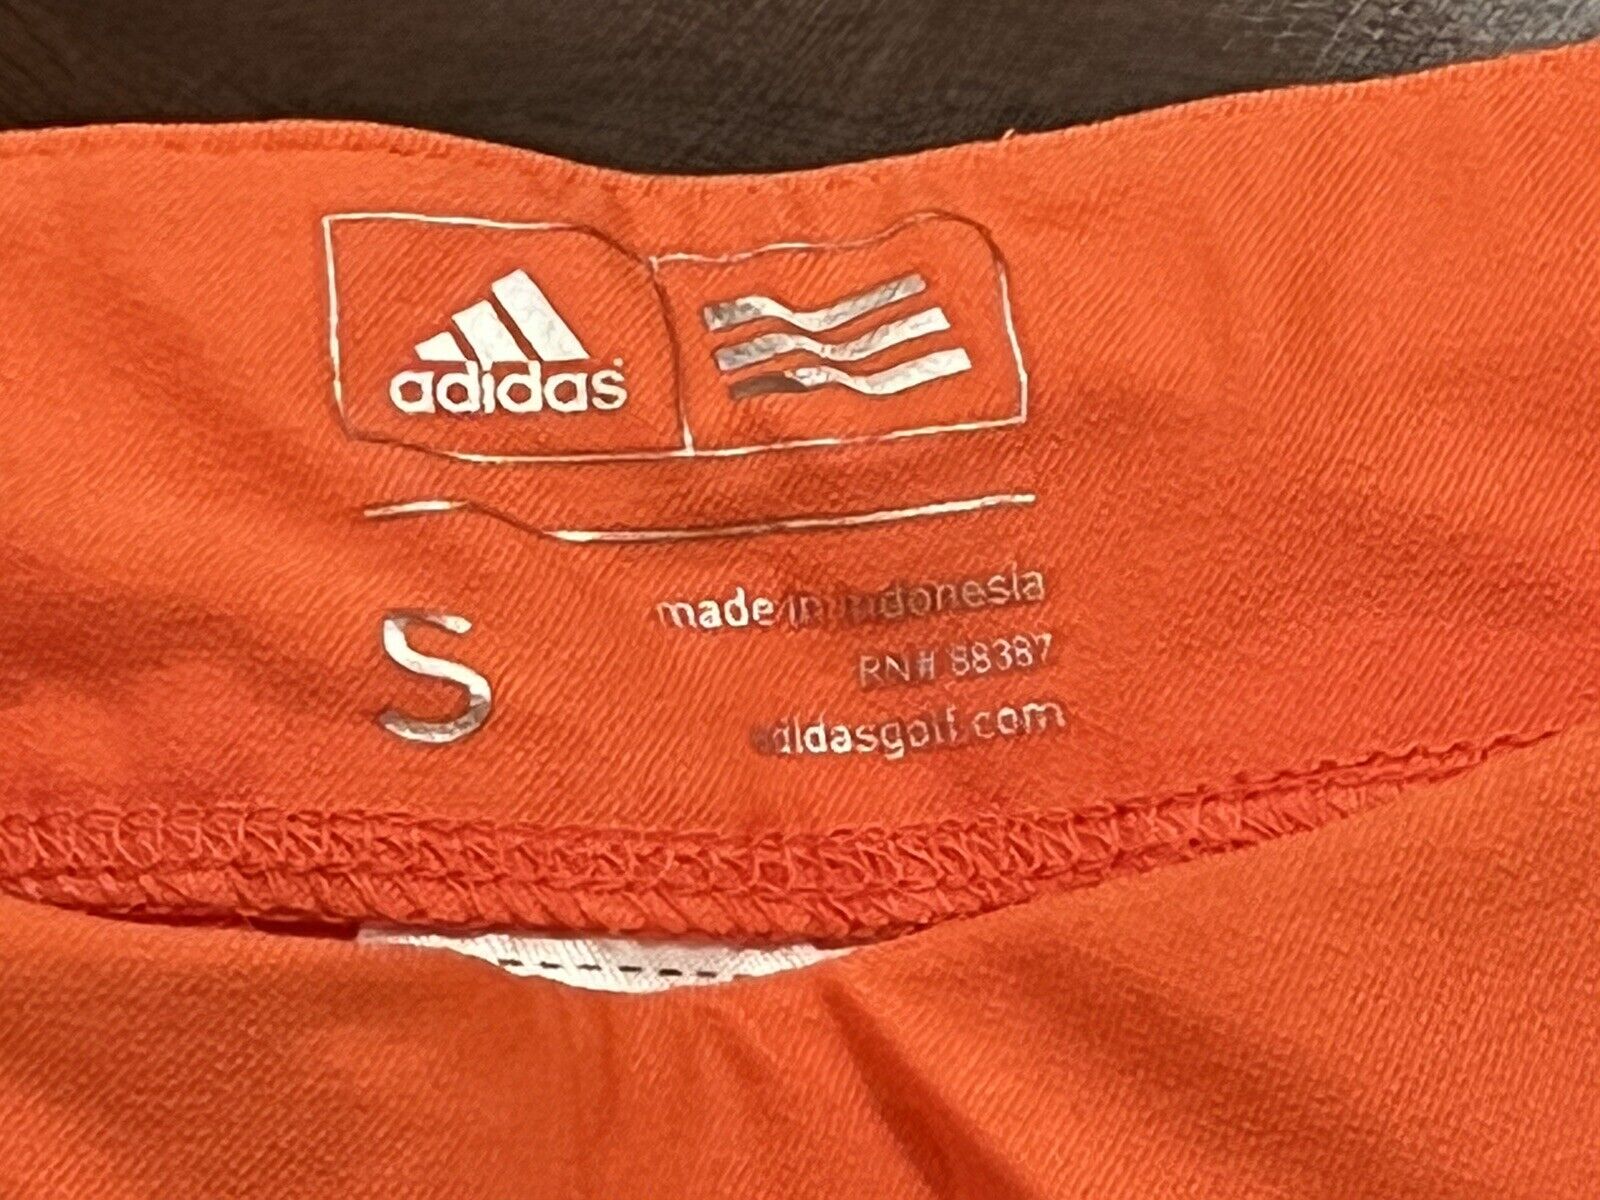 adidas
S
made in indonesia
RN# 88387
adidasgolf.com